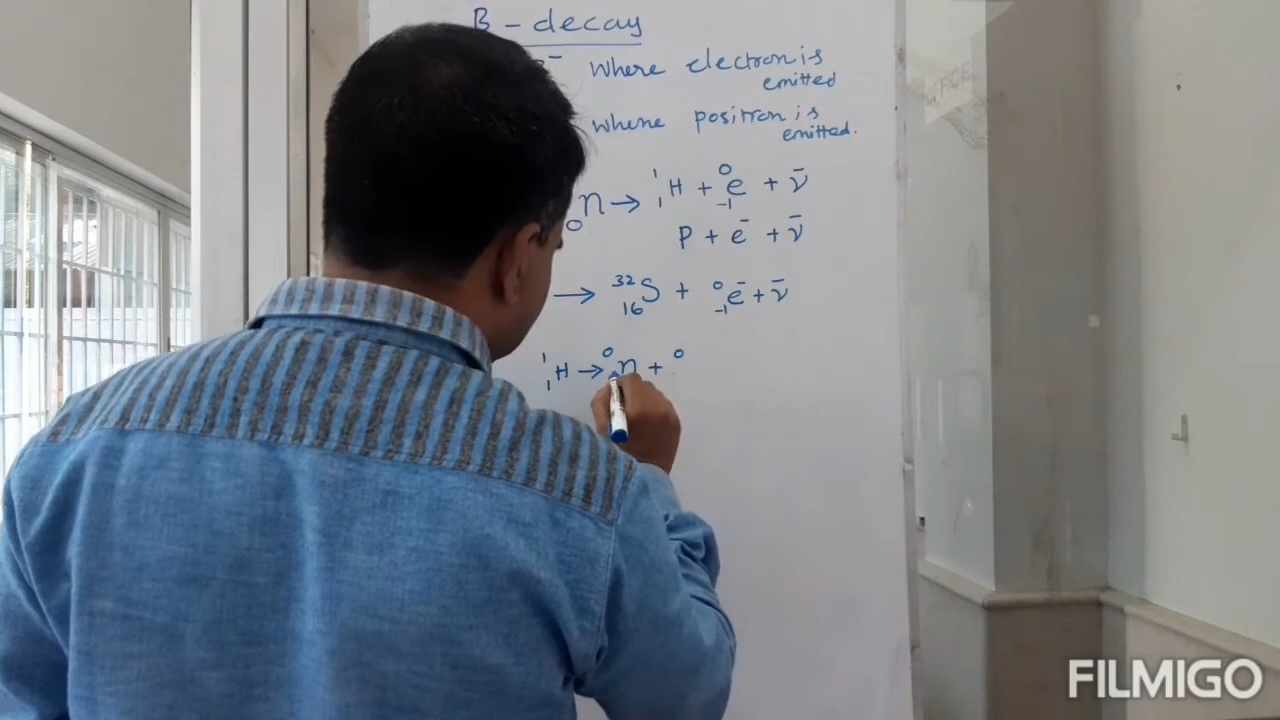 β - decay
β⁻ where electron is
emitted
where positron is
emitted.
₀n → ¹₁H + ⁰₋₁e + ν̄
p + e⁻ + ν̄
→ ³²₁₆S + ⁰₋₁e⁻ + ν̄
¹₁H → ⁰n + ⁰
FILMIGO